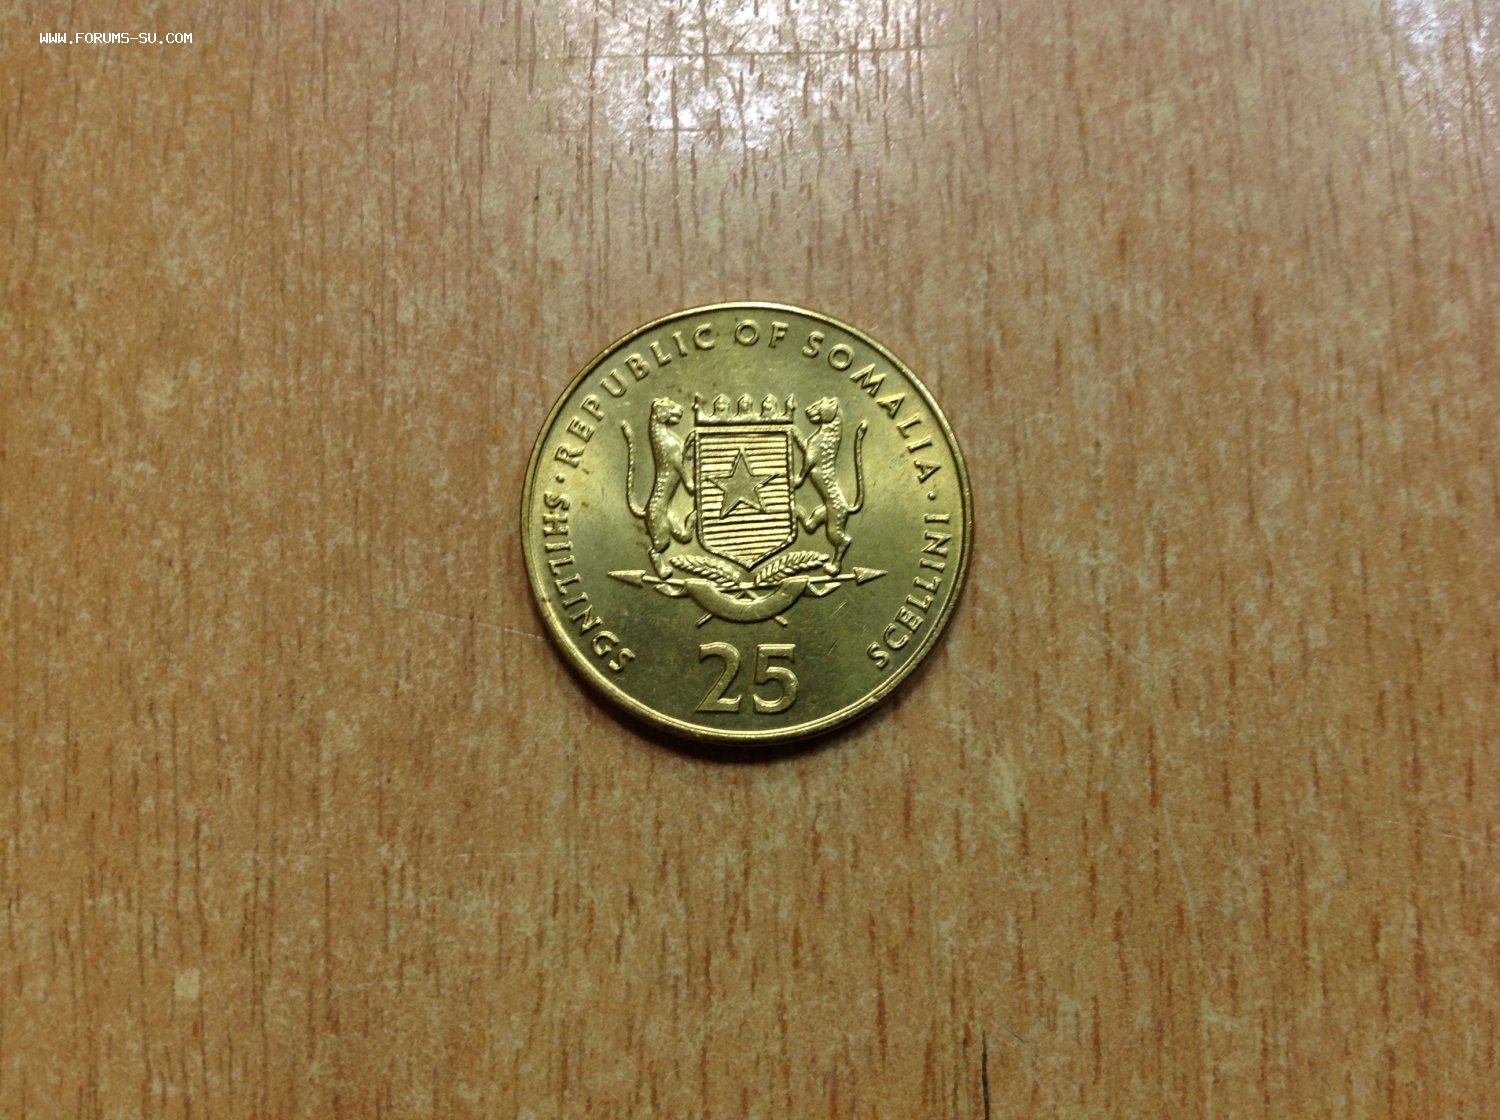 WWW.FORUMS-SU.COM
SHILLINGS · REPUBLIC OF SOMALIA · SCELLINI
25